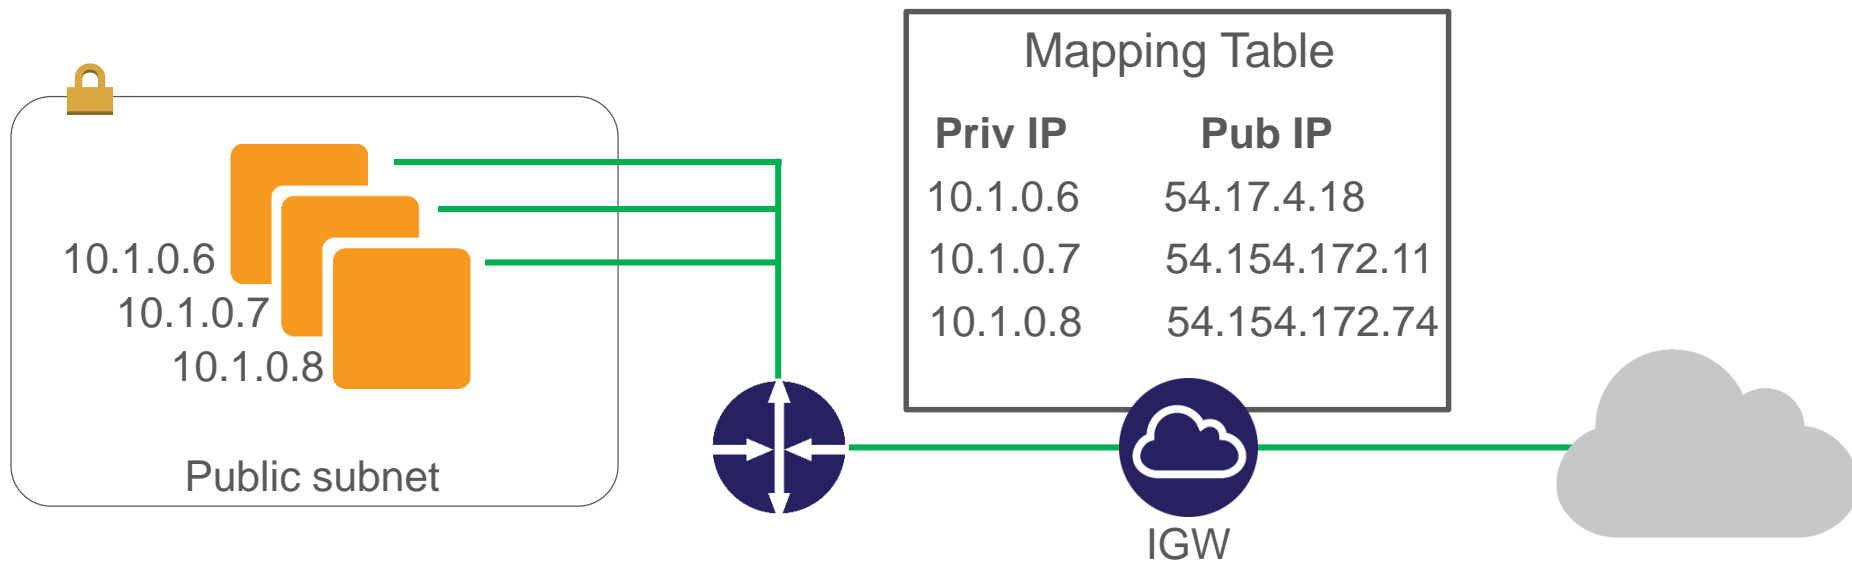 Mapping Table
Priv IP Pub IP
10.1.0.6 54.17.4.18
10.1.0.7 54.154.172.11
10.1.0.8 54.154.172.74
10.1.0.6
10.1.0.7
10.1.0.8
Public subnet
IGW